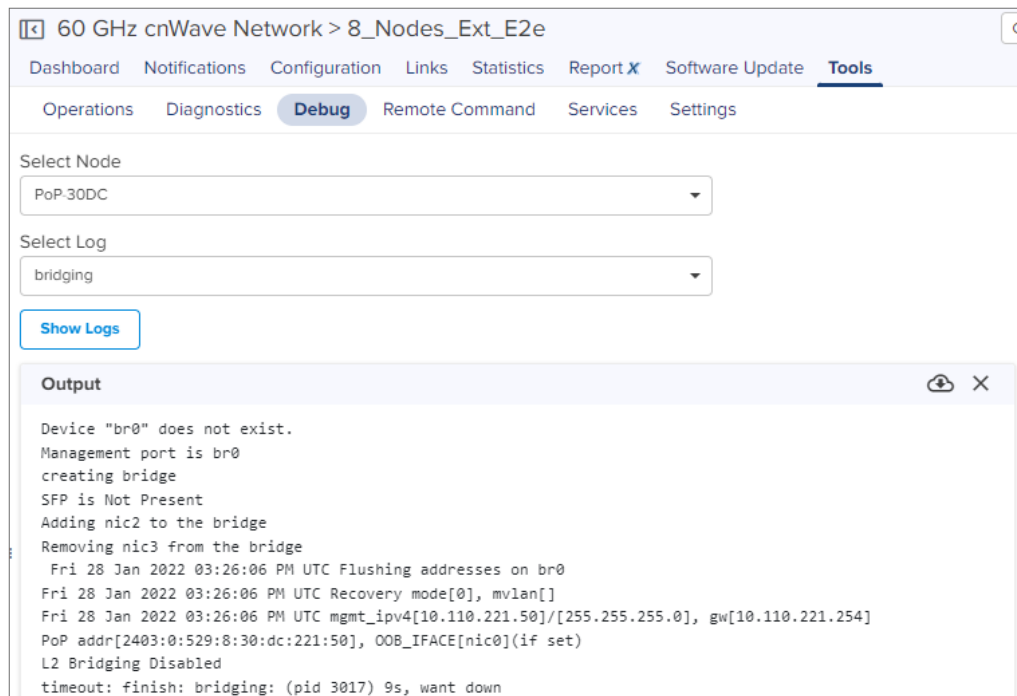 60 GHz cnWave Network > 8_Nodes_Ext_E2e
Dashboard Notifications Configuration Links Statistics Report X Software Update Tools
Operations Diagnostics Debug Remote Command Services Settings
Select Node
PoP-30DC
Select Log
bridging
Show Logs
Output
Device "br0" does not exist.
Management port is br0
creating bridge
SFP is Not Present
Adding nic2 to the bridge
Removing nic3 from the bridge
Fri 28 Jan 2022 03:26:06 PM UTC Flushing addresses on br0
Fri 28 Jan 2022 03:26:06 PM UTC Recovery mode[0], mvlan[]
Fri 28 Jan 2022 03:26:06 PM UTC mgmt_ipv4[10.110.221.50]/[255.255.255.0], gw[10.110.221.254]
PoP addr[2403:0:529:8:30:dc:221:50], OOB_IFACE[nic0](if set)
L2 Bridging Disabled
timeout: finish: bridging: (pid 3017) 9s, want down